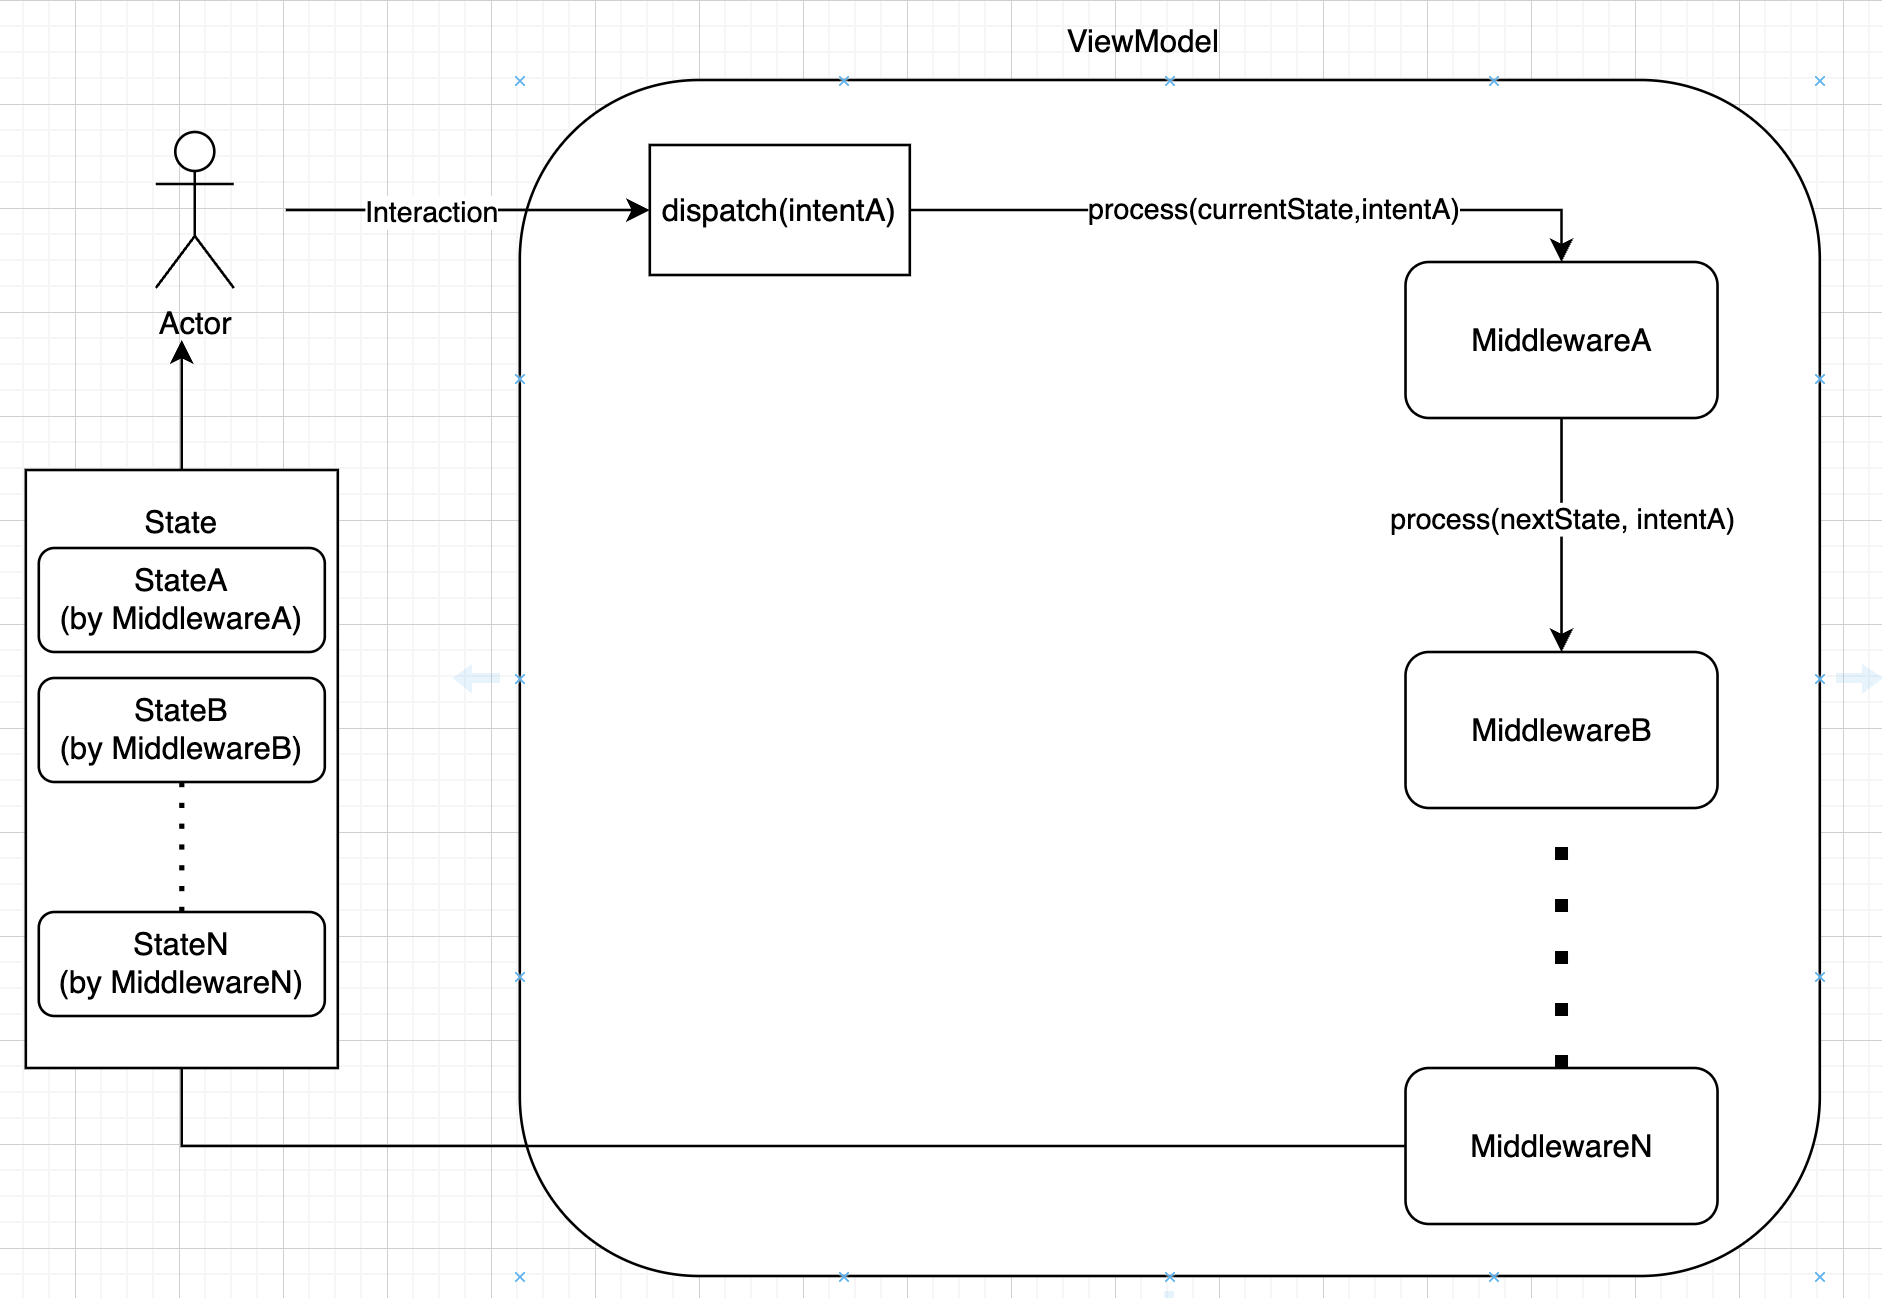 ViewModel
Interaction
dispatch(intentA)
process(currentState,intentA)
Actor
MiddlewareA
process(nextState, intentA)
State
StateA
(by MiddlewareA)
StateB
(by MiddlewareB)
MiddlewareB
StateN
(by MiddlewareN)
MiddlewareN